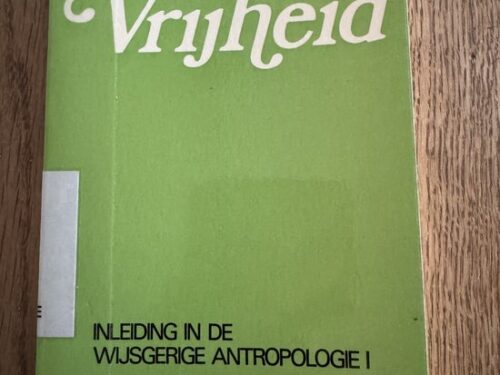 Vrijheid
E
INLEIDING IN DE
WIJSGERIGE ANTROPOLOGIE I